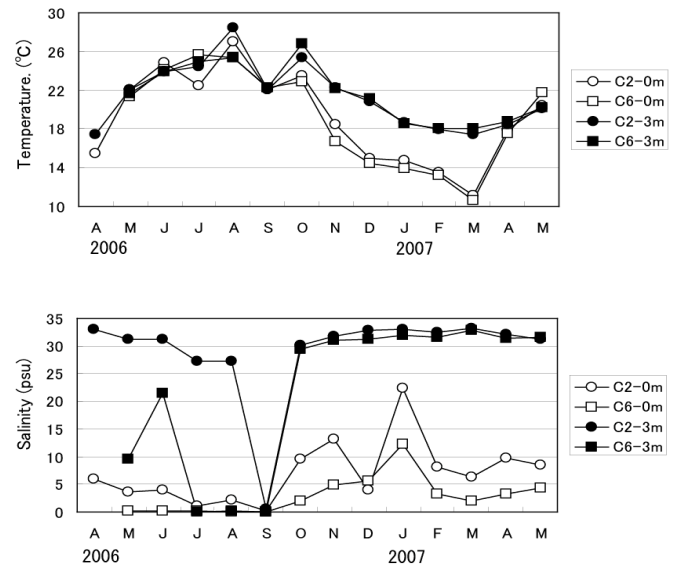 30
26
22
18
14
10
Temperature. (℃)
A M J J A S O N D J F M A M
2006 2007
C2-0m
C6-0m
C2-3m
C6-3m
35
30
25
20
15
10
5
0
Salinity (psu)
A M J J A S O N D J F M A M
2006 2007
C2-0m
C6-0m
C2-3m
C6-3m